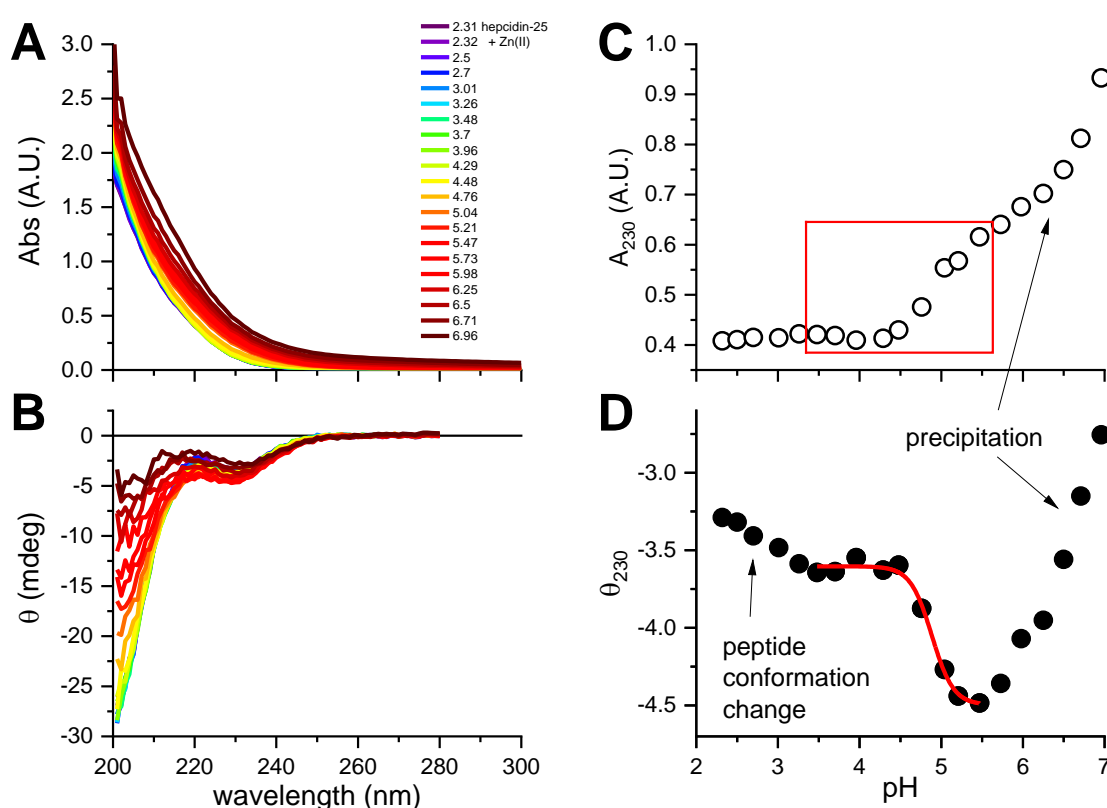 A
3.0
2.5
2.0
1.5
1.0
0.5
0.0
Abs (A.U.)
2.31 hepcidin-25
2.32 + Zn(II)
2.5
2.7
3.01
3.26
3.48
3.7
3.96
4.29
4.48
4.76
5.04
5.21
5.47
5.73
5.98
6.25
6.5
6.71
6.96
B
0
-5
-10
-15
-20
-25
-30
θ (mdeg)
200 220 240 260 280 300
wavelength (nm)
C
1.0
0.9
0.8
0.7
0.6
0.5
0.4
A230 (A.U.)
D
precipitation
-3.0
-3.5
-4.0
-4.5
θ230
peptide
conformation
change
2 3 4 5 6 7
pH